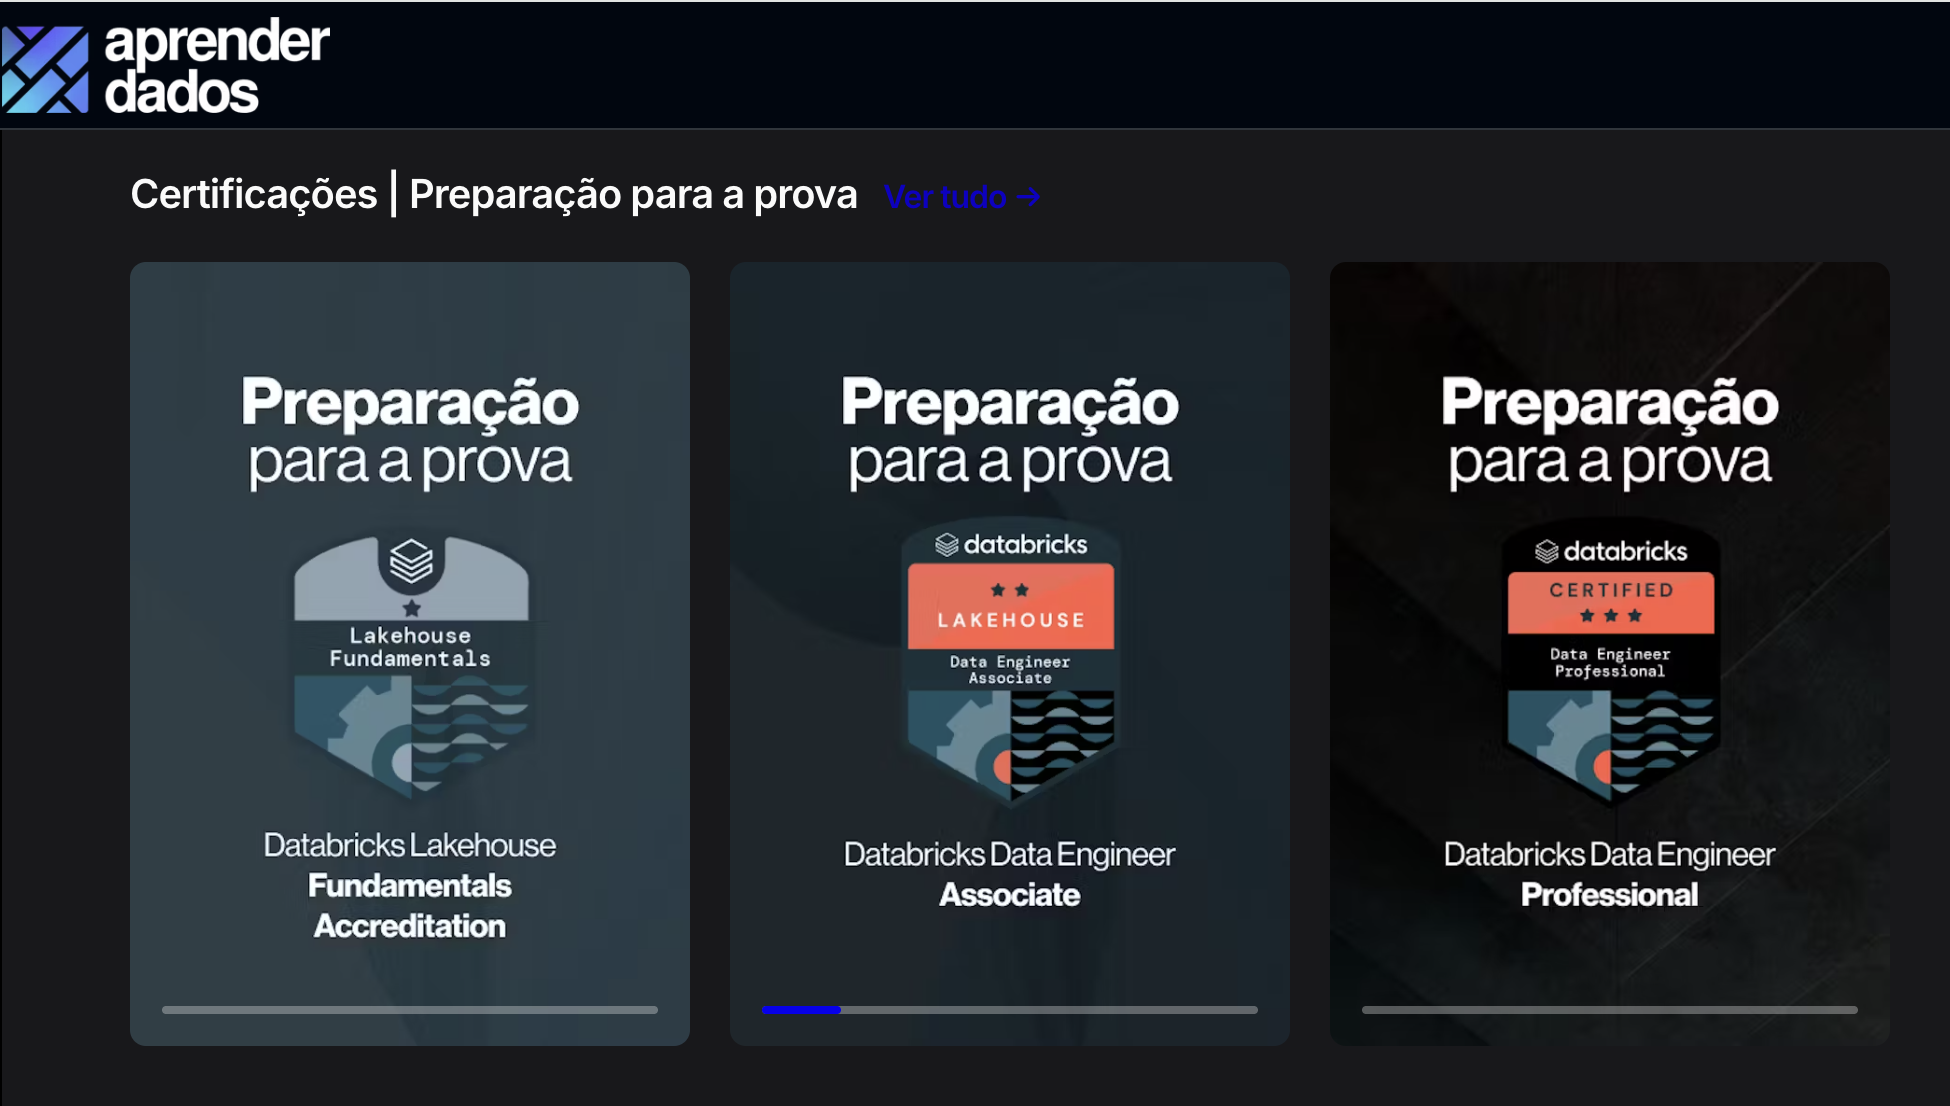 aprender
dados
Certificações | Preparação para a prova Ver tudo →
Preparação
para a prova
Lakehouse
Fundamentals
Databricks Lakehouse
Fundamentals
Accreditation
Preparação
para a prova
databricks
LAKEHOUSE
Data Engineer
Associate
Databricks Data Engineer
Associate
Preparação
para a prova
databricks
CERTIFIED
Data Engineer
Professional
Databricks Data Engineer
Professional